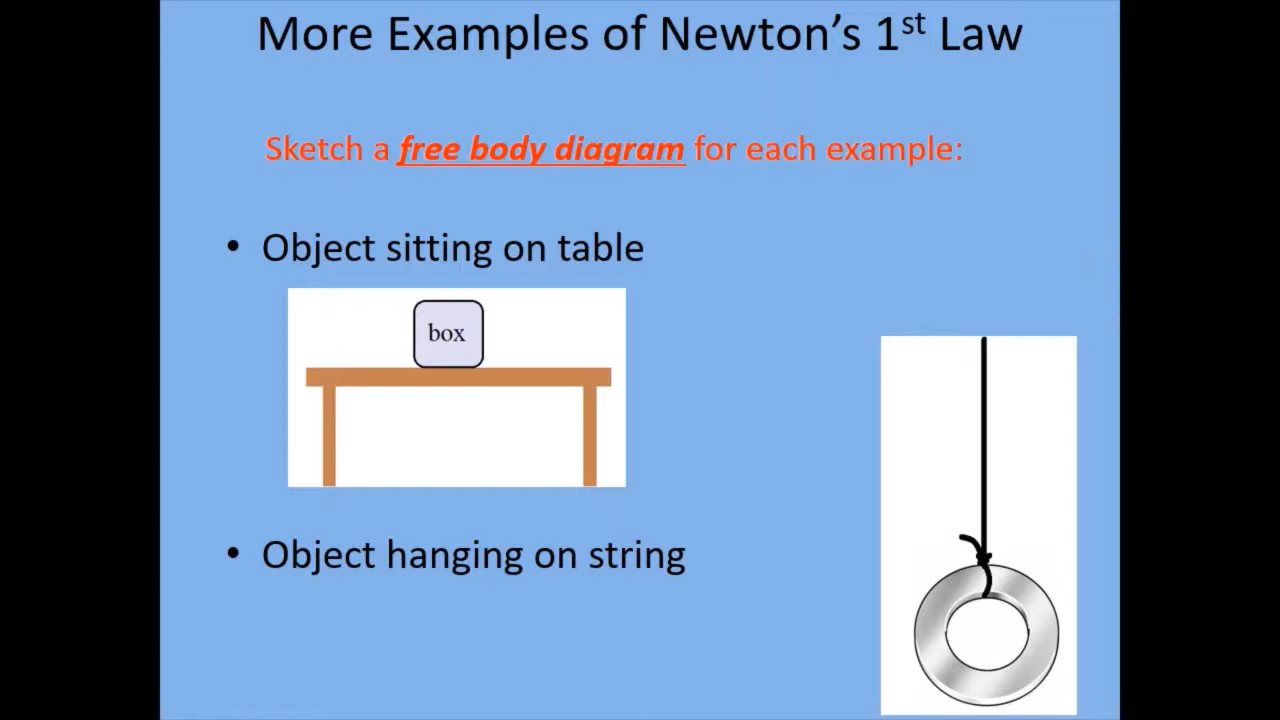 More Examples of Newton’s 1st Law
Sketch a free body diagram for each example:
• Object sitting on table
box
• Object hanging on string